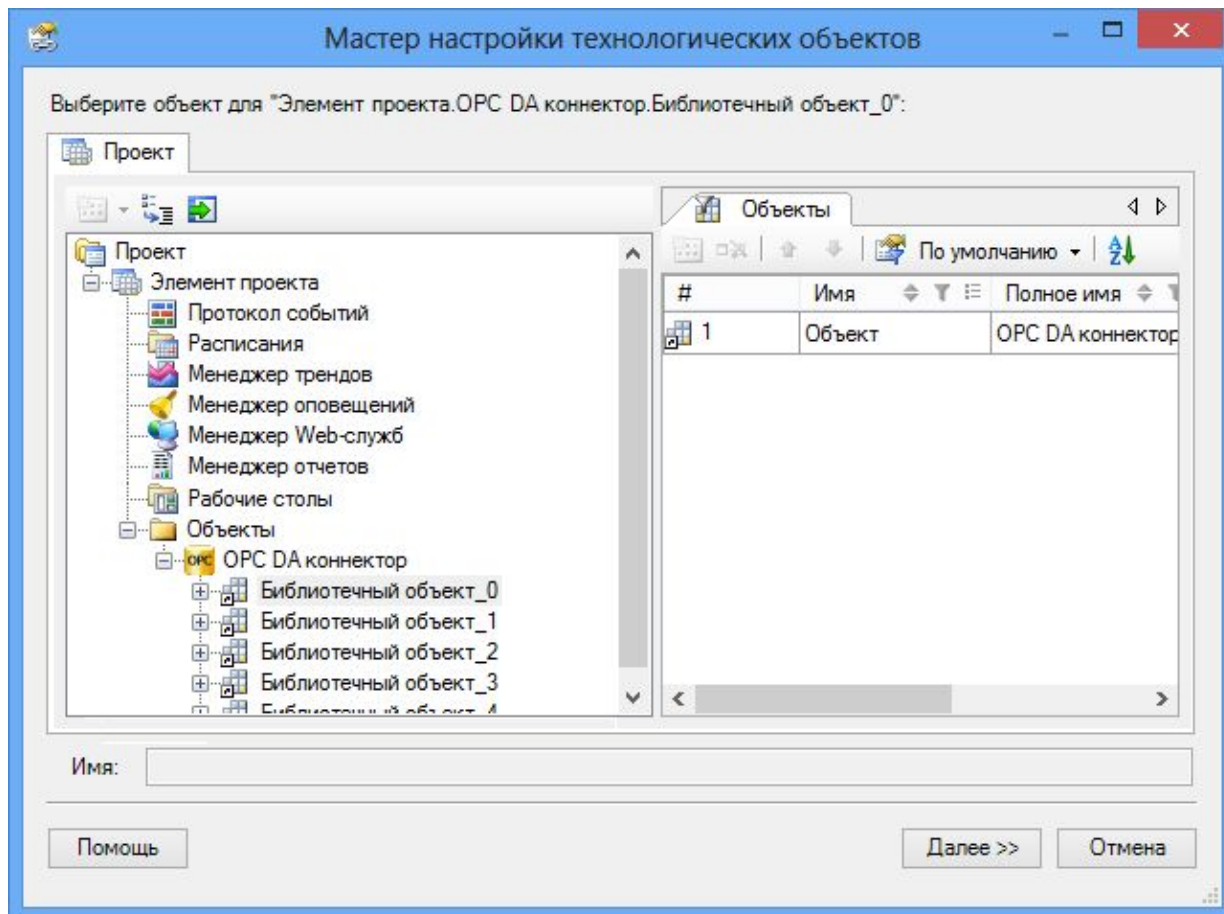 Мастер настройки технологических объектов
Выберите объект для "Элемент проекта.OPC DA коннектор.Библиотечный объект_0":
Проект
Объекты
По умолчанию
# Имя Полное имя
1 Объект OPC DA коннектор
Проект
Элемент проекта
Протокол событий
Расписания
Менеджер трендов
Менеджер оповещений
Менеджер Web-служб
Менеджер отчетов
Рабочие столы
Объекты
OPC OPC DA коннектор
Библиотечный объект_0
Библиотечный объект_1
Библиотечный объект_2
Библиотечный объект_3
Библиотечный объект_4
Имя:
Помощь
Далее >>
Отмена